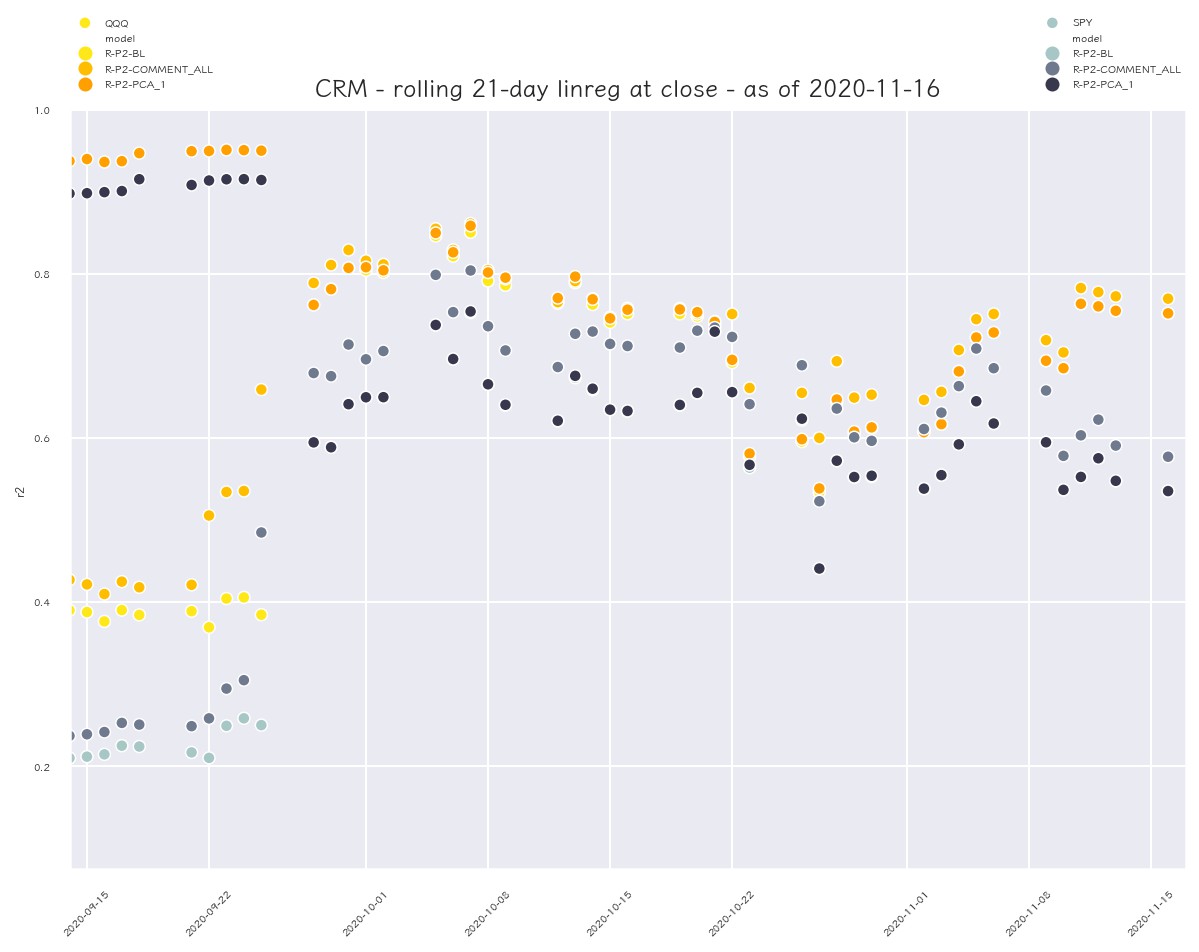 QQQ
model
R-P2-BL
R-P2-COMMENT_ALL
R-P2-PCA_1
SPY
model
R-P2-BL
R-P2-COMMENT_ALL
R-P2-PCA_1
CRM - rolling 21-day linreg at close - as of 2020-11-16
1.0
0.8
0.6
0.4
0.2
r2
2020-09-15
2020-09-22
2020-10-01
2020-10-08
2020-10-15
2020-10-22
2020-11-01
2020-11-08
2020-11-15